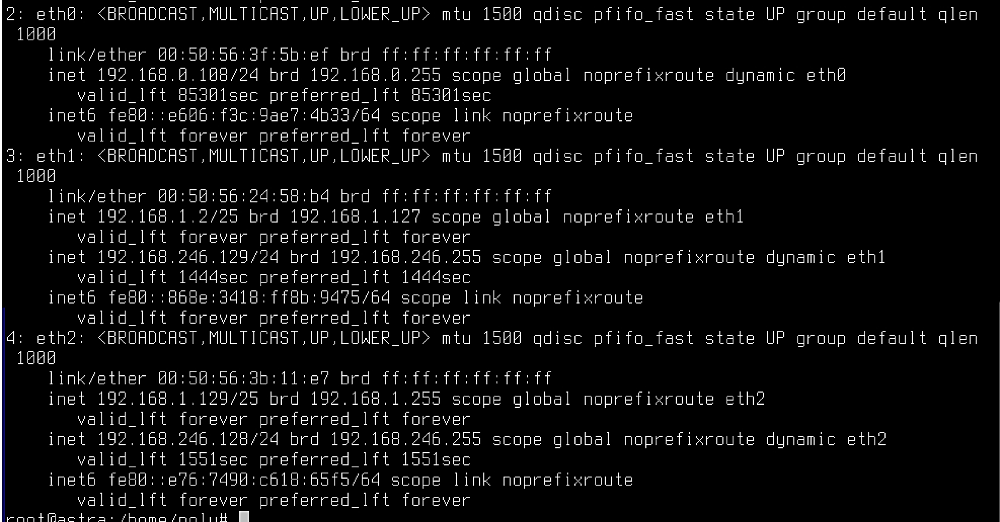 2: eth0: <BROADCAST,MULTICAST,UP,LOWER_UP> mtu 1500 qdisc pfifo_fast state UP group default qlen
1000
link/ether 00:50:56:3f:5b:ef brd ff:ff:ff:ff:ff:ff
inet 192.168.0.108/24 brd 192.168.0.255 scope global noprefixroute dynamic eth0
valid_lft 85301sec preferred_lft 85301sec
inet6 fe80::e606:f3c:9ae7:4b33/64 scope link noprefixroute
valid_lft forever preferred_lft forever
3: eth1: <BROADCAST,MULTICAST,UP,LOWER_UP> mtu 1500 qdisc pfifo_fast state UP group default qlen
1000
link/ether 00:50:56:24:58:b4 brd ff:ff:ff:ff:ff:ff
inet 192.168.1.2/25 brd 192.168.1.127 scope global noprefixroute eth1
valid_lft forever preferred_lft forever
inet 192.168.246.129/24 brd 192.168.246.255 scope global noprefixroute dynamic eth1
valid_lft 1444sec preferred_lft 1444sec
inet6 fe80::868e:3418:ff8b:9475/64 scope link noprefixroute
valid_lft forever preferred_lft forever
4: eth2: <BROADCAST,MULTICAST,UP,LOWER_UP> mtu 1500 qdisc pfifo_fast state UP group default qlen
1000
link/ether 00:50:56:3b:11:e7 brd ff:ff:ff:ff:ff:ff
inet 192.168.1.129/25 brd 192.168.1.255 scope global noprefixroute eth2
valid_lft forever preferred_lft forever
inet 192.168.246.128/24 brd 192.168.246.255 scope global noprefixroute dynamic eth2
valid_lft 1551sec preferred_lft 1551sec
inet6 fe80::e76:7490:c618:65f5/64 scope link noprefixroute
valid_lft forever preferred_lft forever
root@astra:/home/polu#